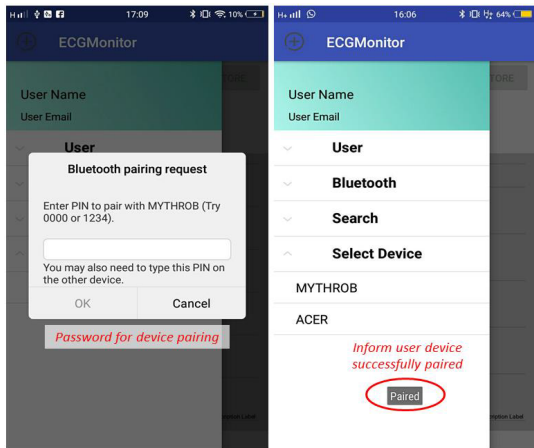 17:09
10%
ECGMonitor
User Name
User Email
User
Bluetooth pairing request
Enter PIN to pair with MYTHROB (Try
0000 or 1234).
You may also need to type this PIN on
the other device.
OK
Cancel
Password for device pairing
16:06
64%
ECGMonitor
TORE
User Name
User Email
User
Bluetooth
Search
Select Device
MYTHROB
ACER
Inform user device
successfully paired
Paired